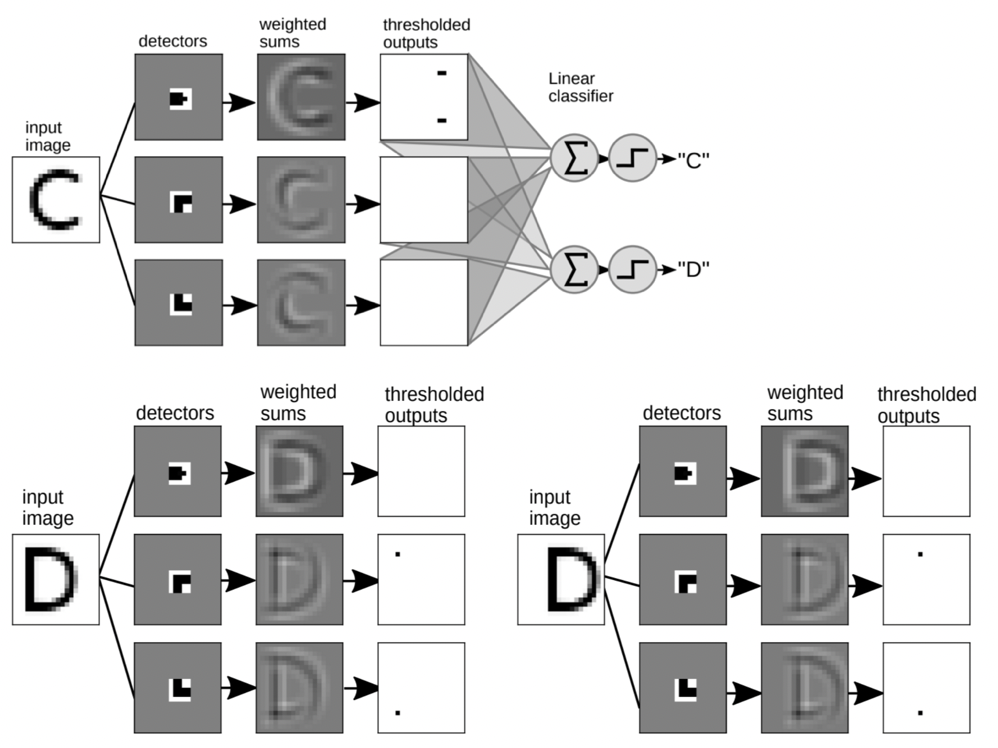 weighted
sums
thresholded
outputs
detectors
Linear
classifier
input
image
C
"C"
Σ
Σ
"D"
detectors
weighted
sums
thresholded
outputs
input
image
D
detectors
weighted
sums
thresholded
outputs
input
image
D